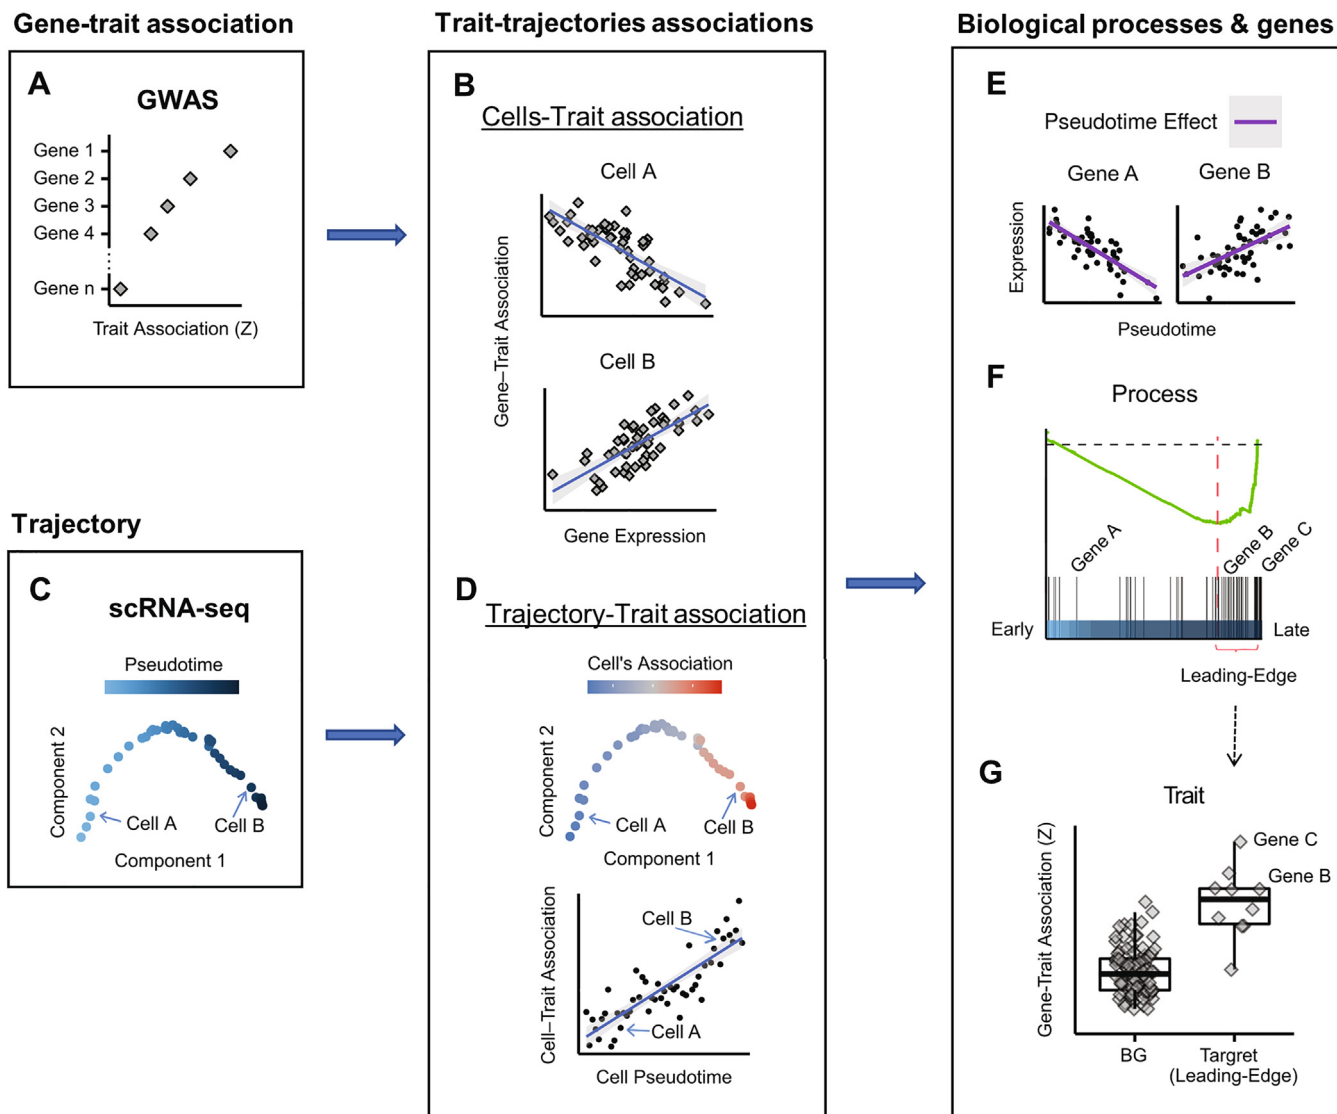 Gene-trait association
A
GWAS
Gene 1
Gene 2
Gene 3
Gene 4
Gene n
Trait Association (Z)
Trajectory
C
scRNA-seq
Pseudotime
Component 2
Cell A
Cell B
Component 1
Trait-trajectories associations
B
Cells-Trait association
Cell A
Gene–Trait Association
Cell B
Gene Expression
D
Trajectory-Trait association
Cell's Association
Component 2
Cell A
Cell B
Component 1
Cell–Trait Association
Cell B
Cell A
Cell Pseudotime
Biological processes & genes
E
Pseudotime Effect
Gene A
Gene B
Expression
Pseudotime
F
Process
Gene A
Gene B
Gene C
Early
Late
Leading-Edge
G
Trait
Gene-Trait Association (Z)
Gene C
Gene B
BG
Targret
(Leading-Edge)